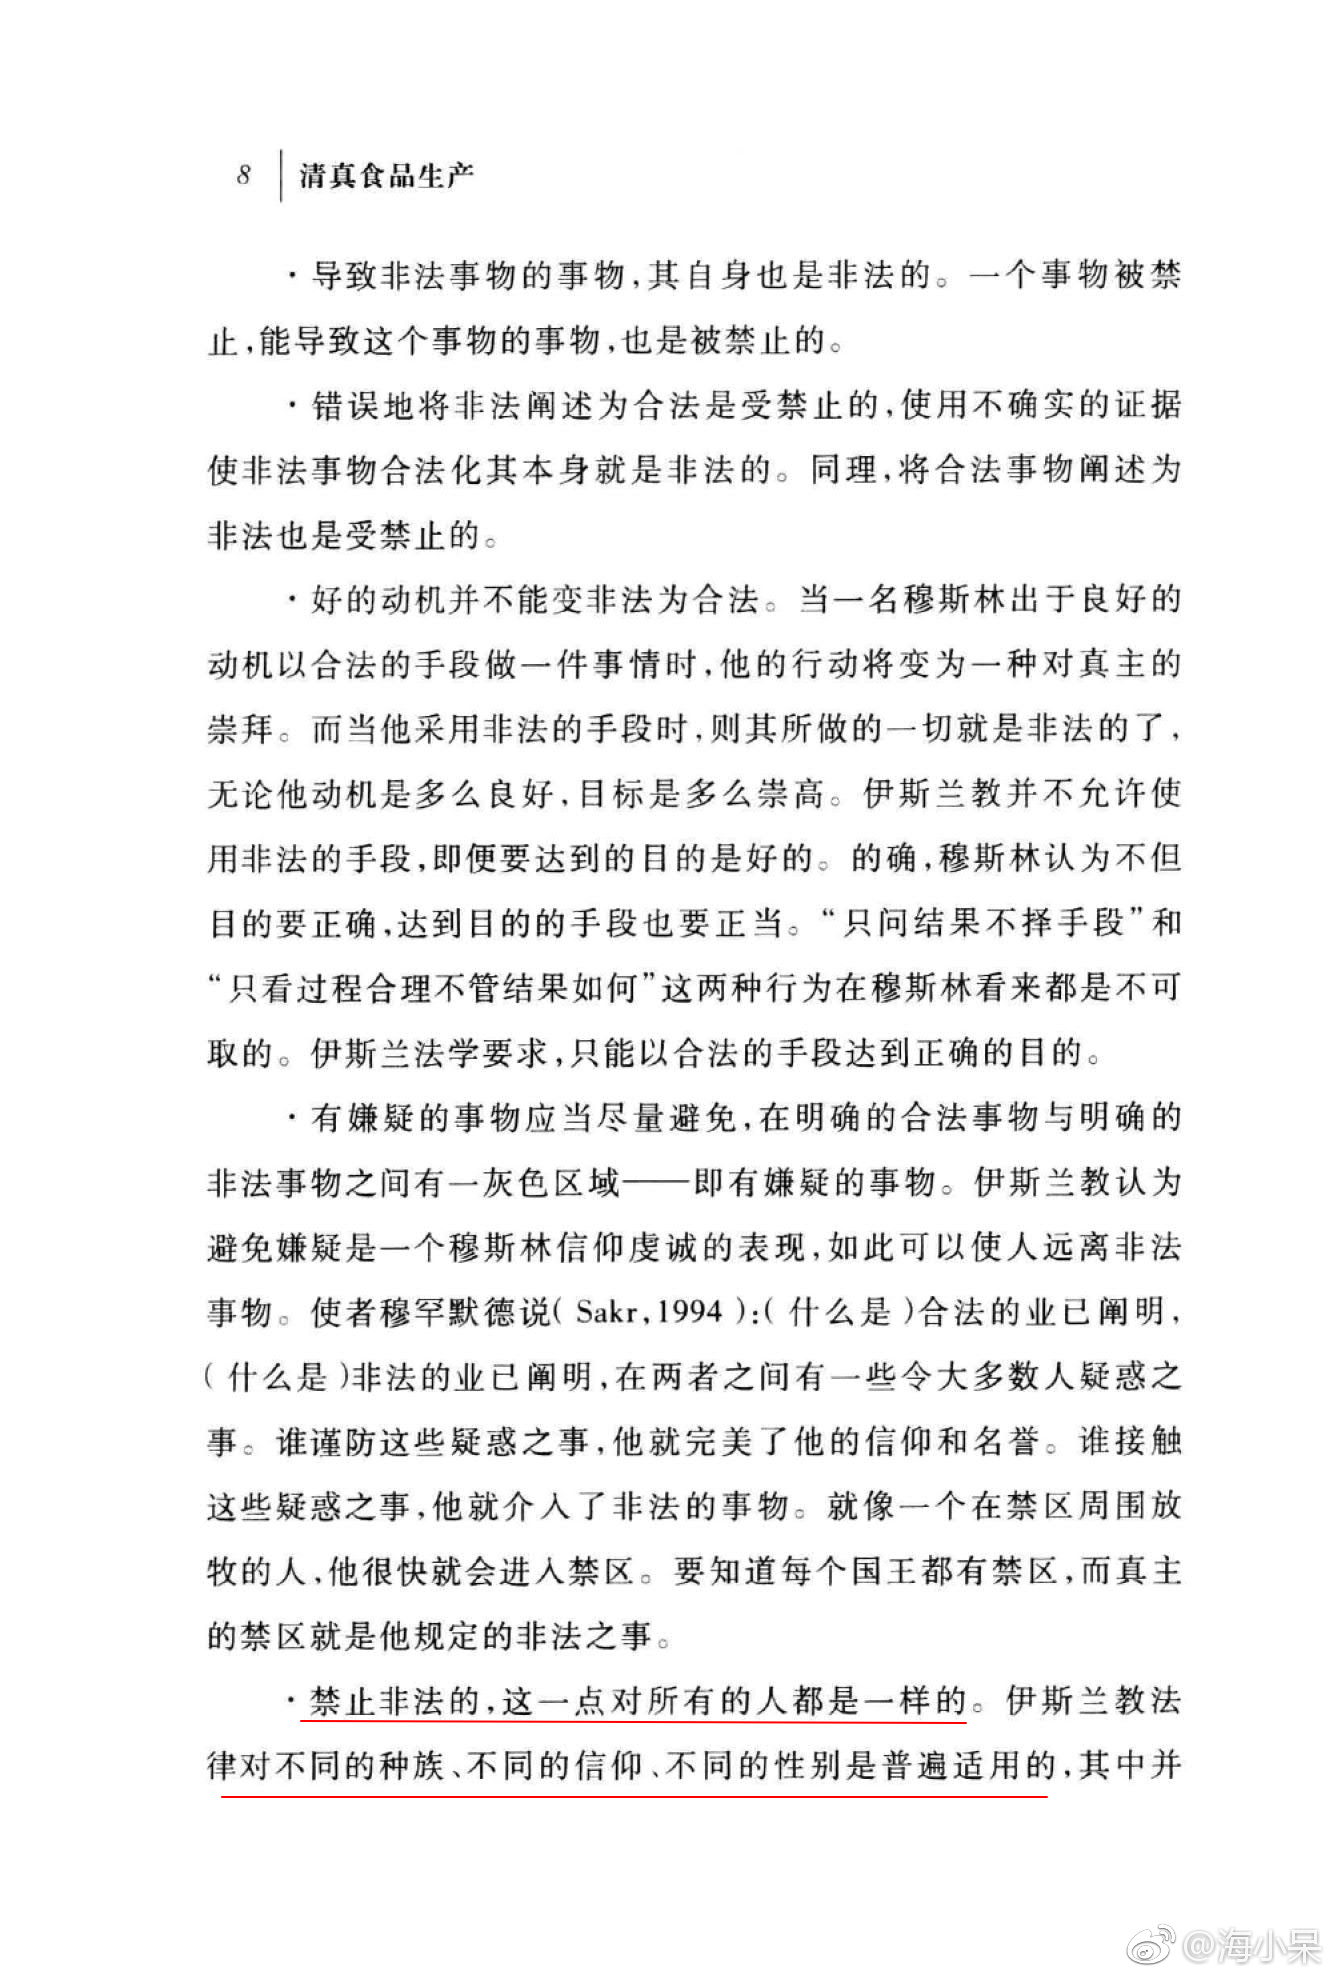 8 清真食品生产
·导致非法事物的事物,其自身也是非法的。一个事物被禁
止,能导致这个事物的事物,也是被禁止的。
·错误地将非法阐述为合法是受禁止的,使用不确实的证据
使非法事物合法化其本身就是非法的。同理,将合法事物阐述为
非法也是受禁止的。
·好的动机并不能变非法为合法。当一名穆斯林出于良好的
动机以合法的手段做一件事情时,他的行动将变为一种对真主的
崇拜。而当他采用非法的手段时,则其所做的一切就是非法的了,
无论他动机是多么良好,目标是多么崇高。伊斯兰教并不允许使
用非法的手段,即便要达到的目的是好的。的确,穆斯林认为不但
目的要正确,达到目的的手段也要正当。“只问结果不择手段”和
“只看过程合理不管结果如何”这两种行为在穆斯林看来都是不可
取的。伊斯兰法学要求,只能以合法的手段达到正确的目的。
·有嫌疑的事物应当尽量避免,在明确的合法事物与明确的
非法事物之间有一灰色区域——即有嫌疑的事物。伊斯兰教认为
避免嫌疑是一个穆斯林信仰虔诚的表现,如此可以使人远离非法
事物。使者穆罕默德说(Sakr,1994):(什么是)合法的业已阐明,
(什么是)非法的业已阐明,在两者之间有一些令大多数人疑惑之
事。谁谨防这些疑惑之事,他就完美了他的信仰和名誉。谁接触
这些疑惑之事,他就介入了非法的事物。就像一个在禁区周围放
牧的人,他很快就会进入禁区。要知道每个国王都有禁区,而真主
的禁区就是他规定的非法之事。
·禁止非法的,这一点对所有的人都是一样的。伊斯兰教法
律对不同的种族、不同的信仰、不同的性别是普遍适用的,其中并
@海小呆